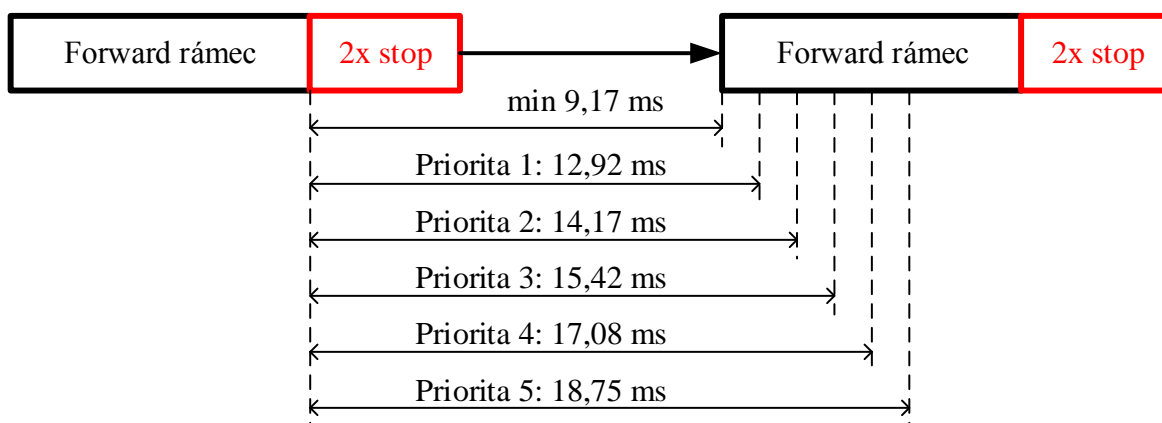 Forward rámec 2x stop Forward rámec 2x stop
min 9,17 ms
Priorita 1: 12,92 ms
Priorita 2: 14,17 ms
Priorita 3: 15,42 ms
Priorita 4: 17,08 ms
Priorita 5: 18,75 ms